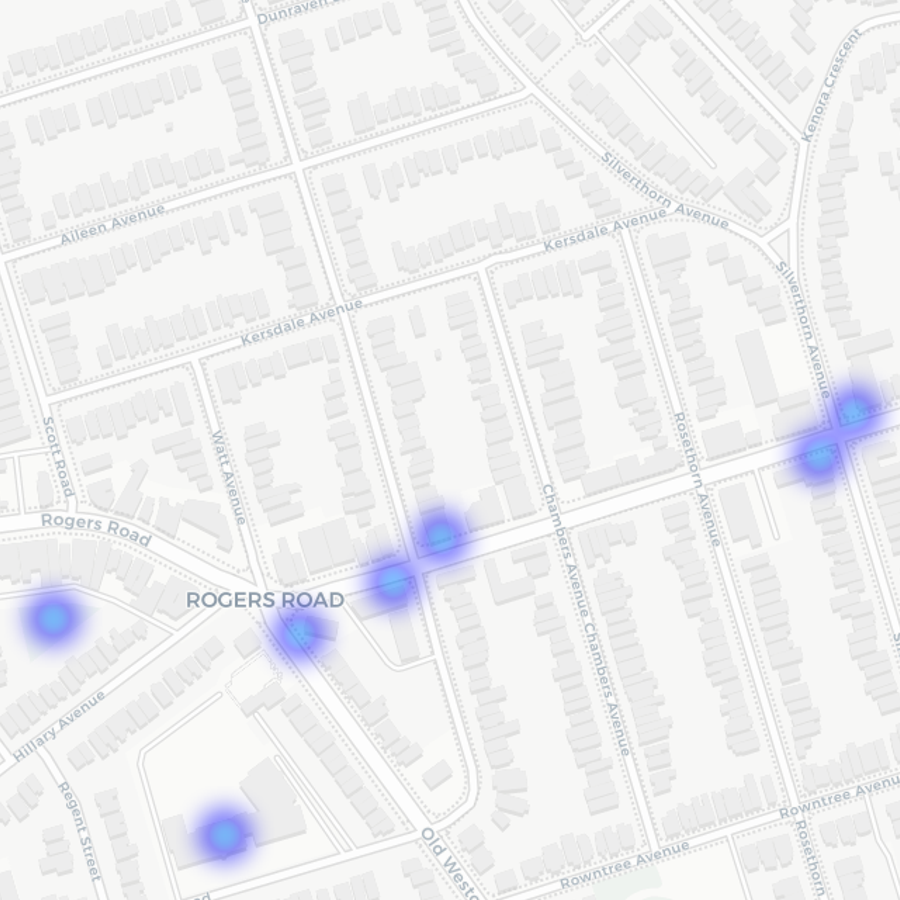 Dunraven
Kenora Crescent
Silverthorn Avenue
Aileen Avenue
Kersdale Avenue
Silverthorn Avenue
Kersdale Avenue
Scott Road
Watt Avenue
Rosethorn Avenue
Chambers Avenue
Rogers Road
ROGERS ROAD
Chambers Avenue
Hillary Avenue
Regent Street
Rowntree Avenue
Rosethorn
Old Westo
Rowntree Avenue